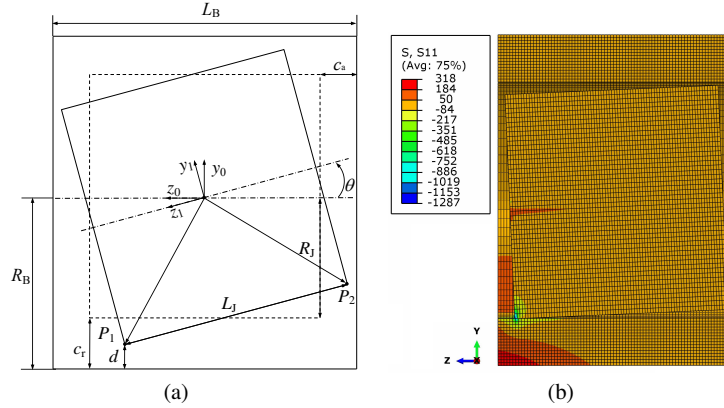 L_B
c_a
y_1
y_0
z_0
z_1
θ
R_B
R_J
L_J
P_1
P_2
c_r
d
(a)
S, S11
(Avg: 75%)
318
184
50
-84
-217
-351
-485
-618
-752
-886
-1019
-1153
-1287
Y
Z
X
(b)